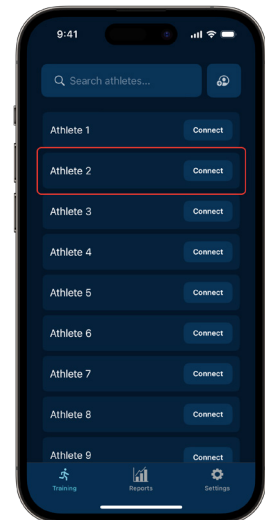 9:41
Search athletes...
Athlete 1 Connect
Athlete 2 Connect
Athlete 3 Connect
Athlete 4 Connect
Athlete 5 Connect
Athlete 6 Connect
Athlete 7 Connect
Athlete 8 Connect
Athlete 9 Connect
Training Reports Settings